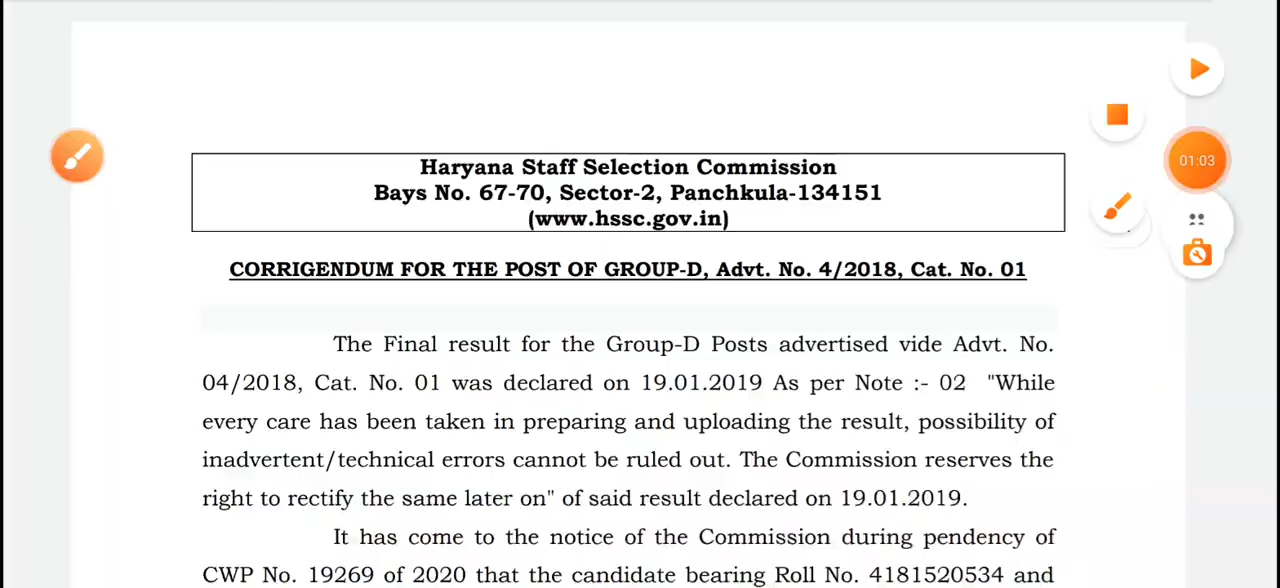 Haryana Staff Selection Commission
Bays No. 67-70, Sector-2, Panchkula-134151
(www.hssc.gov.in)
CORRIGENDUM FOR THE POST OF GROUP-D, Advt. No. 4/2018, Cat. No. 01
The Final result for the Group-D Posts advertised vide Advt. No.
04/2018, Cat. No. 01 was declared on 19.01.2019 As per Note :- 02 "While
every care has been taken in preparing and uploading the result, possibility of
inadvertent/technical errors cannot be ruled out. The Commission reserves the
right to rectify the same later on" of said result declared on 19.01.2019.
It has come to the notice of the Commission during pendency of
CWP No. 19269 of 2020 that the candidate bearing Roll No. 4181520534 and
01:03